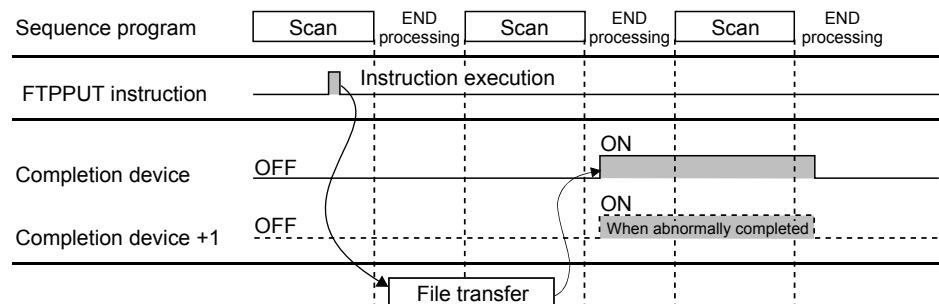 Sequence program
Scan
END
processing
Scan
END
processing
Scan
END
processing
FTPPUT instruction
Instruction execution
Completion device
OFF
ON
Completion device +1
OFF
ON
When abnormally completed
File transfer